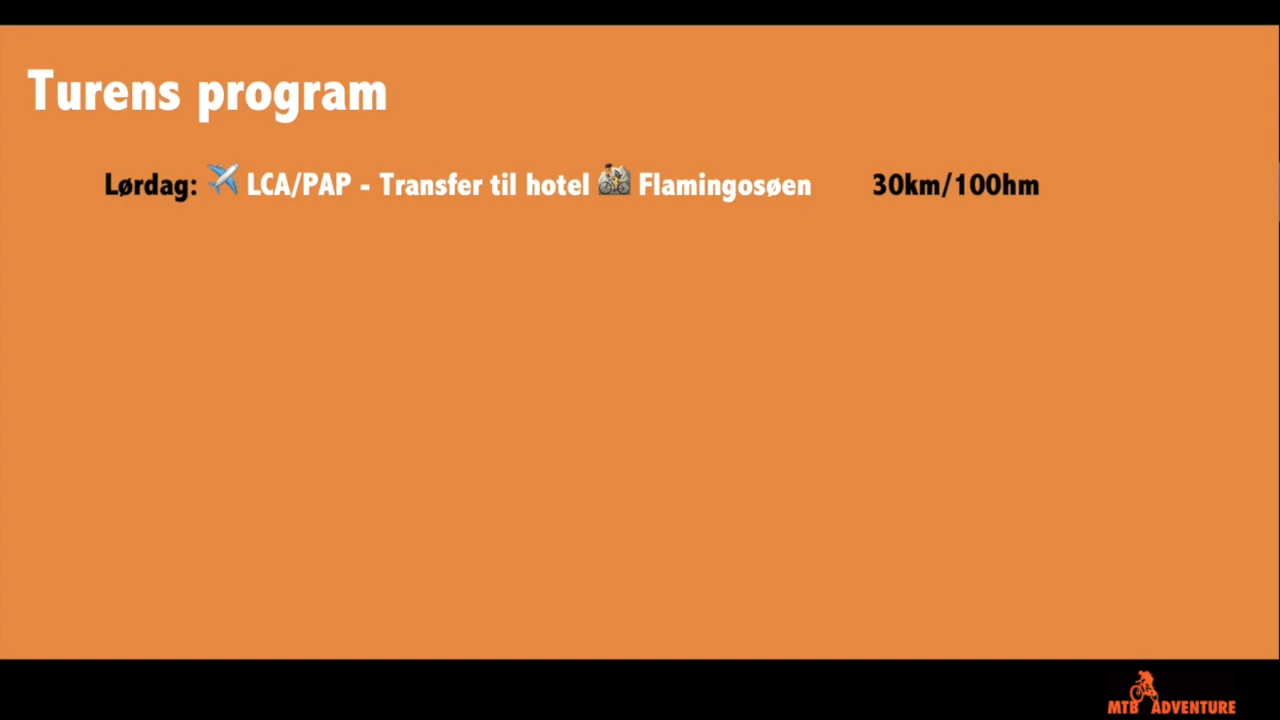 Turens program
Lørdag: ✈️ LCA/PAP - Transfer til hotel 🚵 Flamingosøen 30km/100hm
MTB ADVENTURE